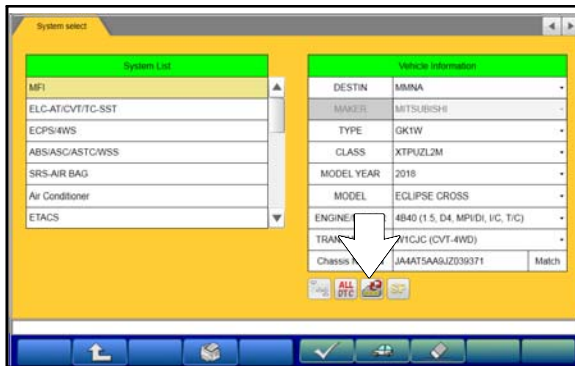 System select
System List
MFI
ELC-AT/CVT/TC-SST
ECPS/4WS
ABS/ASC/ASTC/WSS
SRS-AIR BAG
Air Conditioner
ETACS
Vehicle Information
DESTIN MMNA
MAKER MITSUBISHI
TYPE GK1W
CLASS XTPUZL2M
MODEL YEAR 2018
MODEL ECLIPSE CROSS
4B40 (1.5, D4, MPI/DI, I/C, T/C)
W1CJC (CVT-4WD)
Chassis JA4AT5AA9JZ039371 Match
ALL
DTC